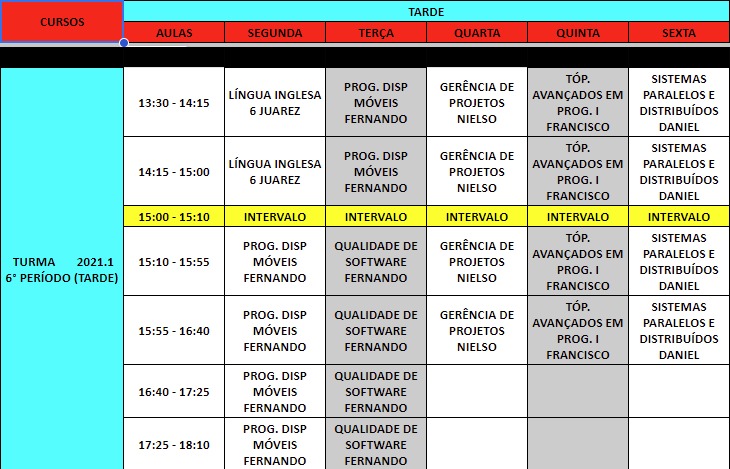 CURSOS
TARDE
AULAS SEGUNDA TERÇA QUARTA QUINTA SEXTA
TURMA 2021.1
6° PERÍODO (TARDE)
13:30 - 14:15
LÍNGUA INGLESA
6 JUAREZ
PROG. DISP
MÓVEIS
FERNANDO
GERÊNCIA DE
PROJETOS
NIELSO
TÓP.
AVANÇADOS EM
PROG. I
FRANCISCO
SISTEMAS
PARALELOS E
DISTRIBUÍDOS
DANIEL
14:15 - 15:00
LÍNGUA INGLESA
6 JUAREZ
PROG. DISP
MÓVEIS
FERNANDO
GERÊNCIA DE
PROJETOS
NIELSO
TÓP.
AVANÇADOS EM
PROG. I
FRANCISCO
SISTEMAS
PARALELOS E
DISTRIBUÍDOS
DANIEL
15:00 - 15:10 INTERVALO INTERVALO INTERVALO INTERVALO INTERVALO
15:10 - 15:55
PROG. DISP
MÓVEIS
FERNANDO
QUALIDADE DE
SOFTWARE
FERNANDO
GERÊNCIA DE
PROJETOS
NIELSO
TÓP.
AVANÇADOS EM
PROG. I
FRANCISCO
SISTEMAS
PARALELOS E
DISTRIBUÍDOS
DANIEL
15:55 - 16:40
PROG. DISP
MÓVEIS
FERNANDO
QUALIDADE DE
SOFTWARE
FERNANDO
GERÊNCIA DE
PROJETOS
NIELSO
TÓP.
AVANÇADOS EM
PROG. I
FRANCISCO
SISTEMAS
PARALELOS E
DISTRIBUÍDOS
DANIEL
16:40 - 17:25
PROG. DISP
MÓVEIS
FERNANDO
QUALIDADE DE
SOFTWARE
FERNANDO
17:25 - 18:10
PROG. DISP
MÓVEIS
FERNANDO
QUALIDADE DE
SOFTWARE
FERNANDO